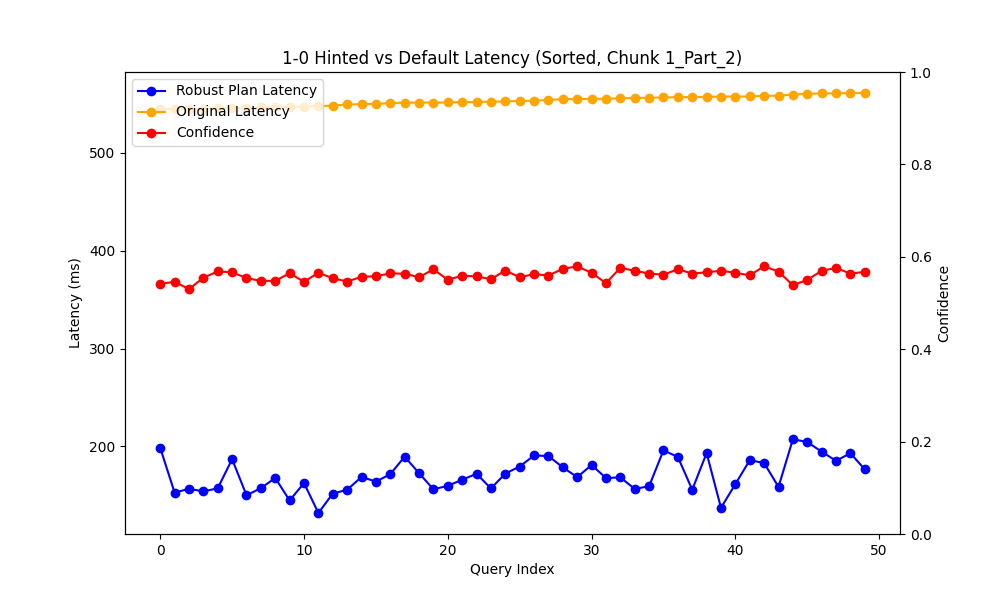 1-0 Hinted vs Default Latency (Sorted, Chunk 1_Part_2)
Robust Plan Latency
Original Latency
Confidence
Latency (ms)
500
400
300
200
1.0
0.8
0.6
0.4
0.2
0.0
Confidence
0 10 20 30 40 50
Query Index